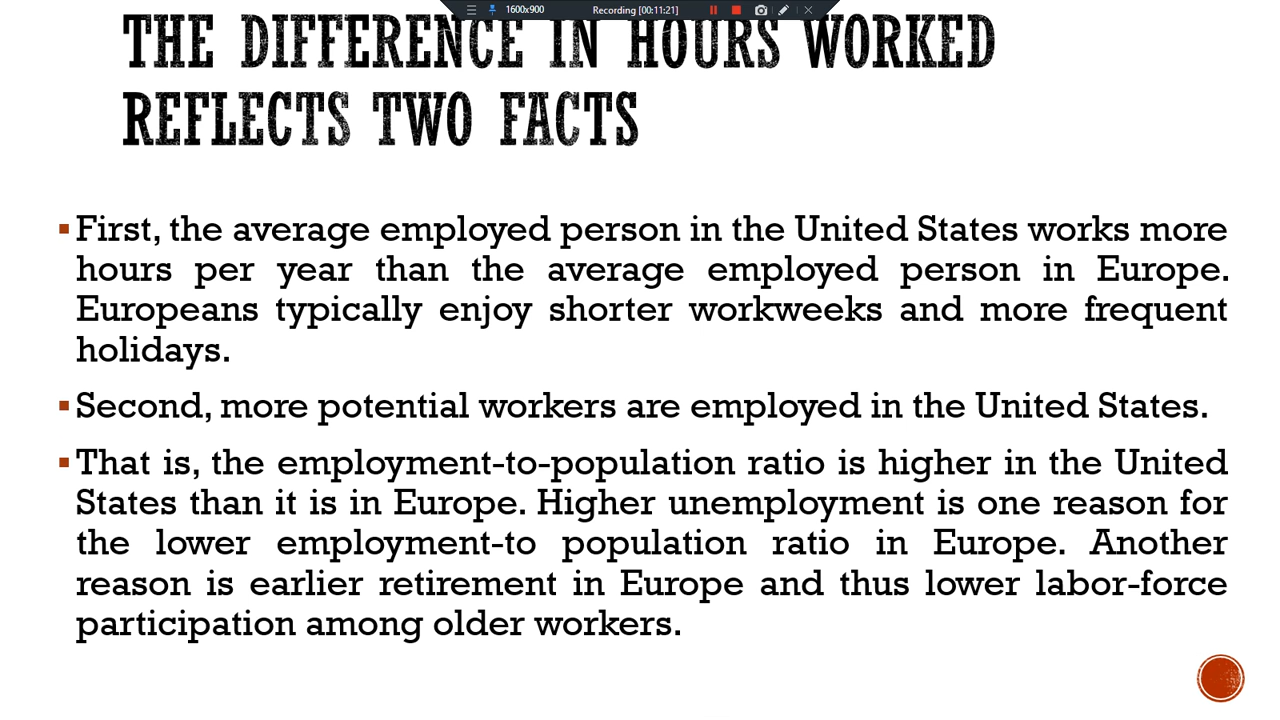 1600x900 Recording [00:11:21]
THE DIFFERENCE IN HOURS WORKED
REFLECTS TWO FACTS
First, the average employed person in the United States works more
hours per year than the average employed person in Europe.
Europeans typically enjoy shorter workweeks and more frequent
holidays.
Second, more potential workers are employed in the United States.
That is, the employment-to-population ratio is higher in the United
States than it is in Europe. Higher unemployment is one reason for
the lower employment-to population ratio in Europe. Another
reason is earlier retirement in Europe and thus lower labor-force
participation among older workers.